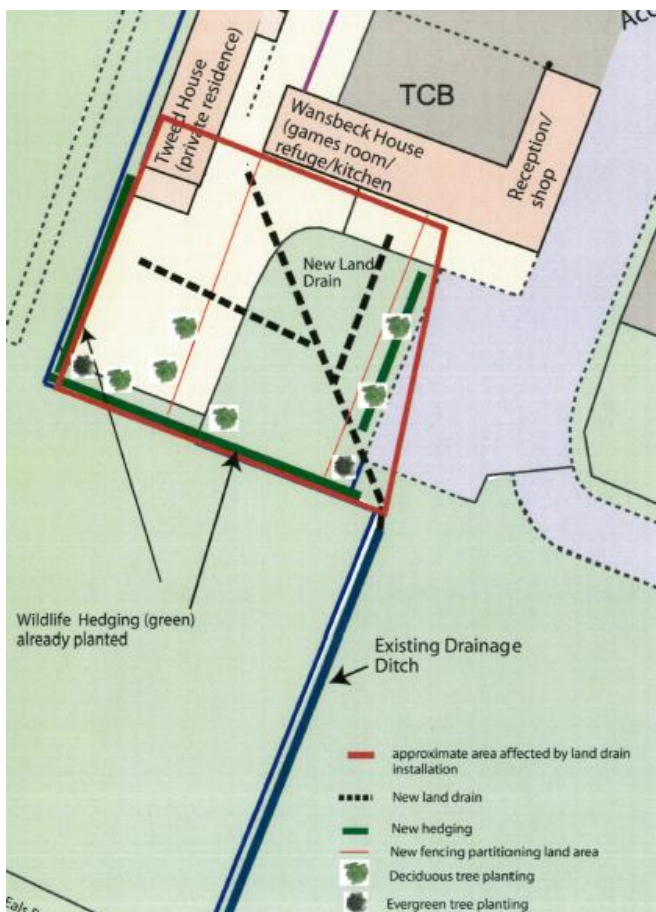 Acc
TCB
Tweed House
(private residence)
Wansbeck House
(games room/
refuge/kitchen
Reception/
shop
New Land
Drain
Wildlife Hedging (green)
already planted
Existing Drainage
Ditch
approximate area affected by land drain
installation
New land drain
New hedging
New fencing partitioning land area
Deciduous tree planting
Evergreen tree planting
Eals